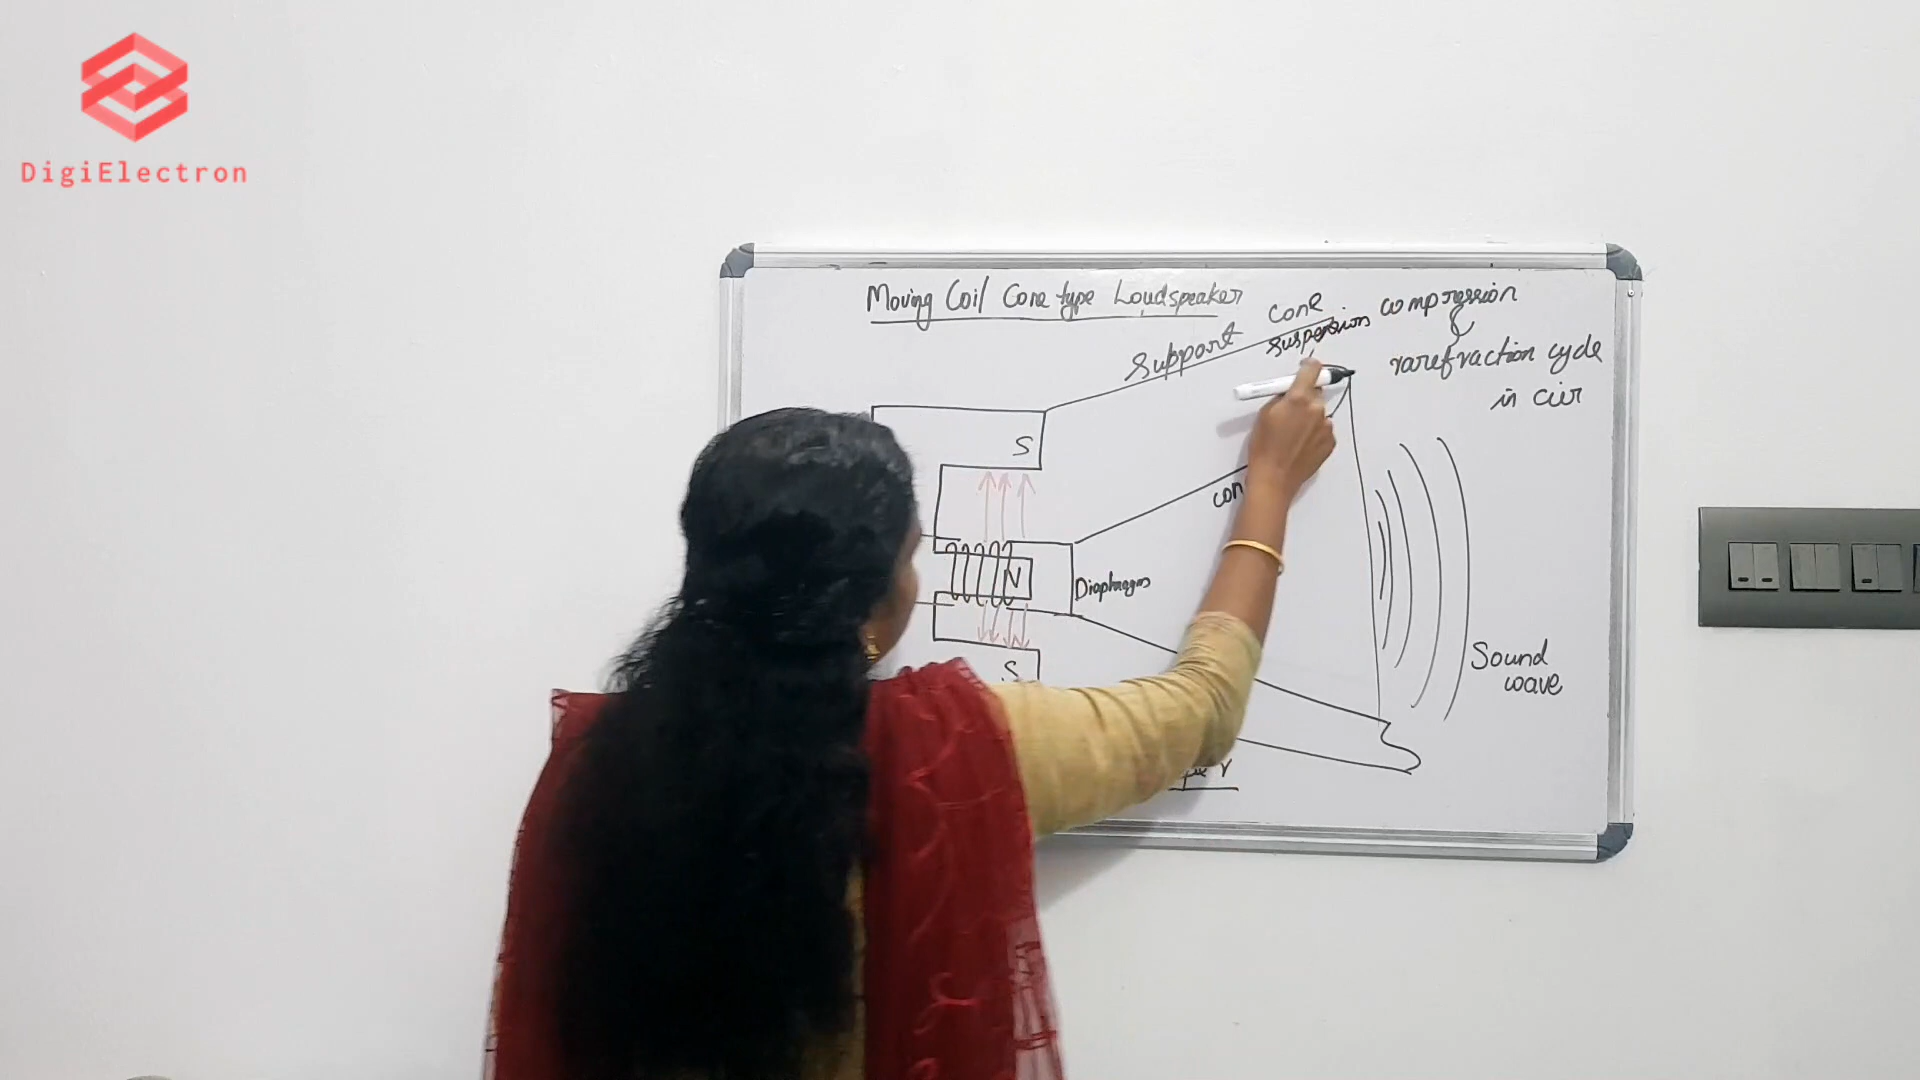 DigiElectron
Moving Coil Cone type Loudspeaker
Support
cone
suspension
compression
rarefraction cycle
in air
S
con
N
Diaphragm
S
Sound
wave